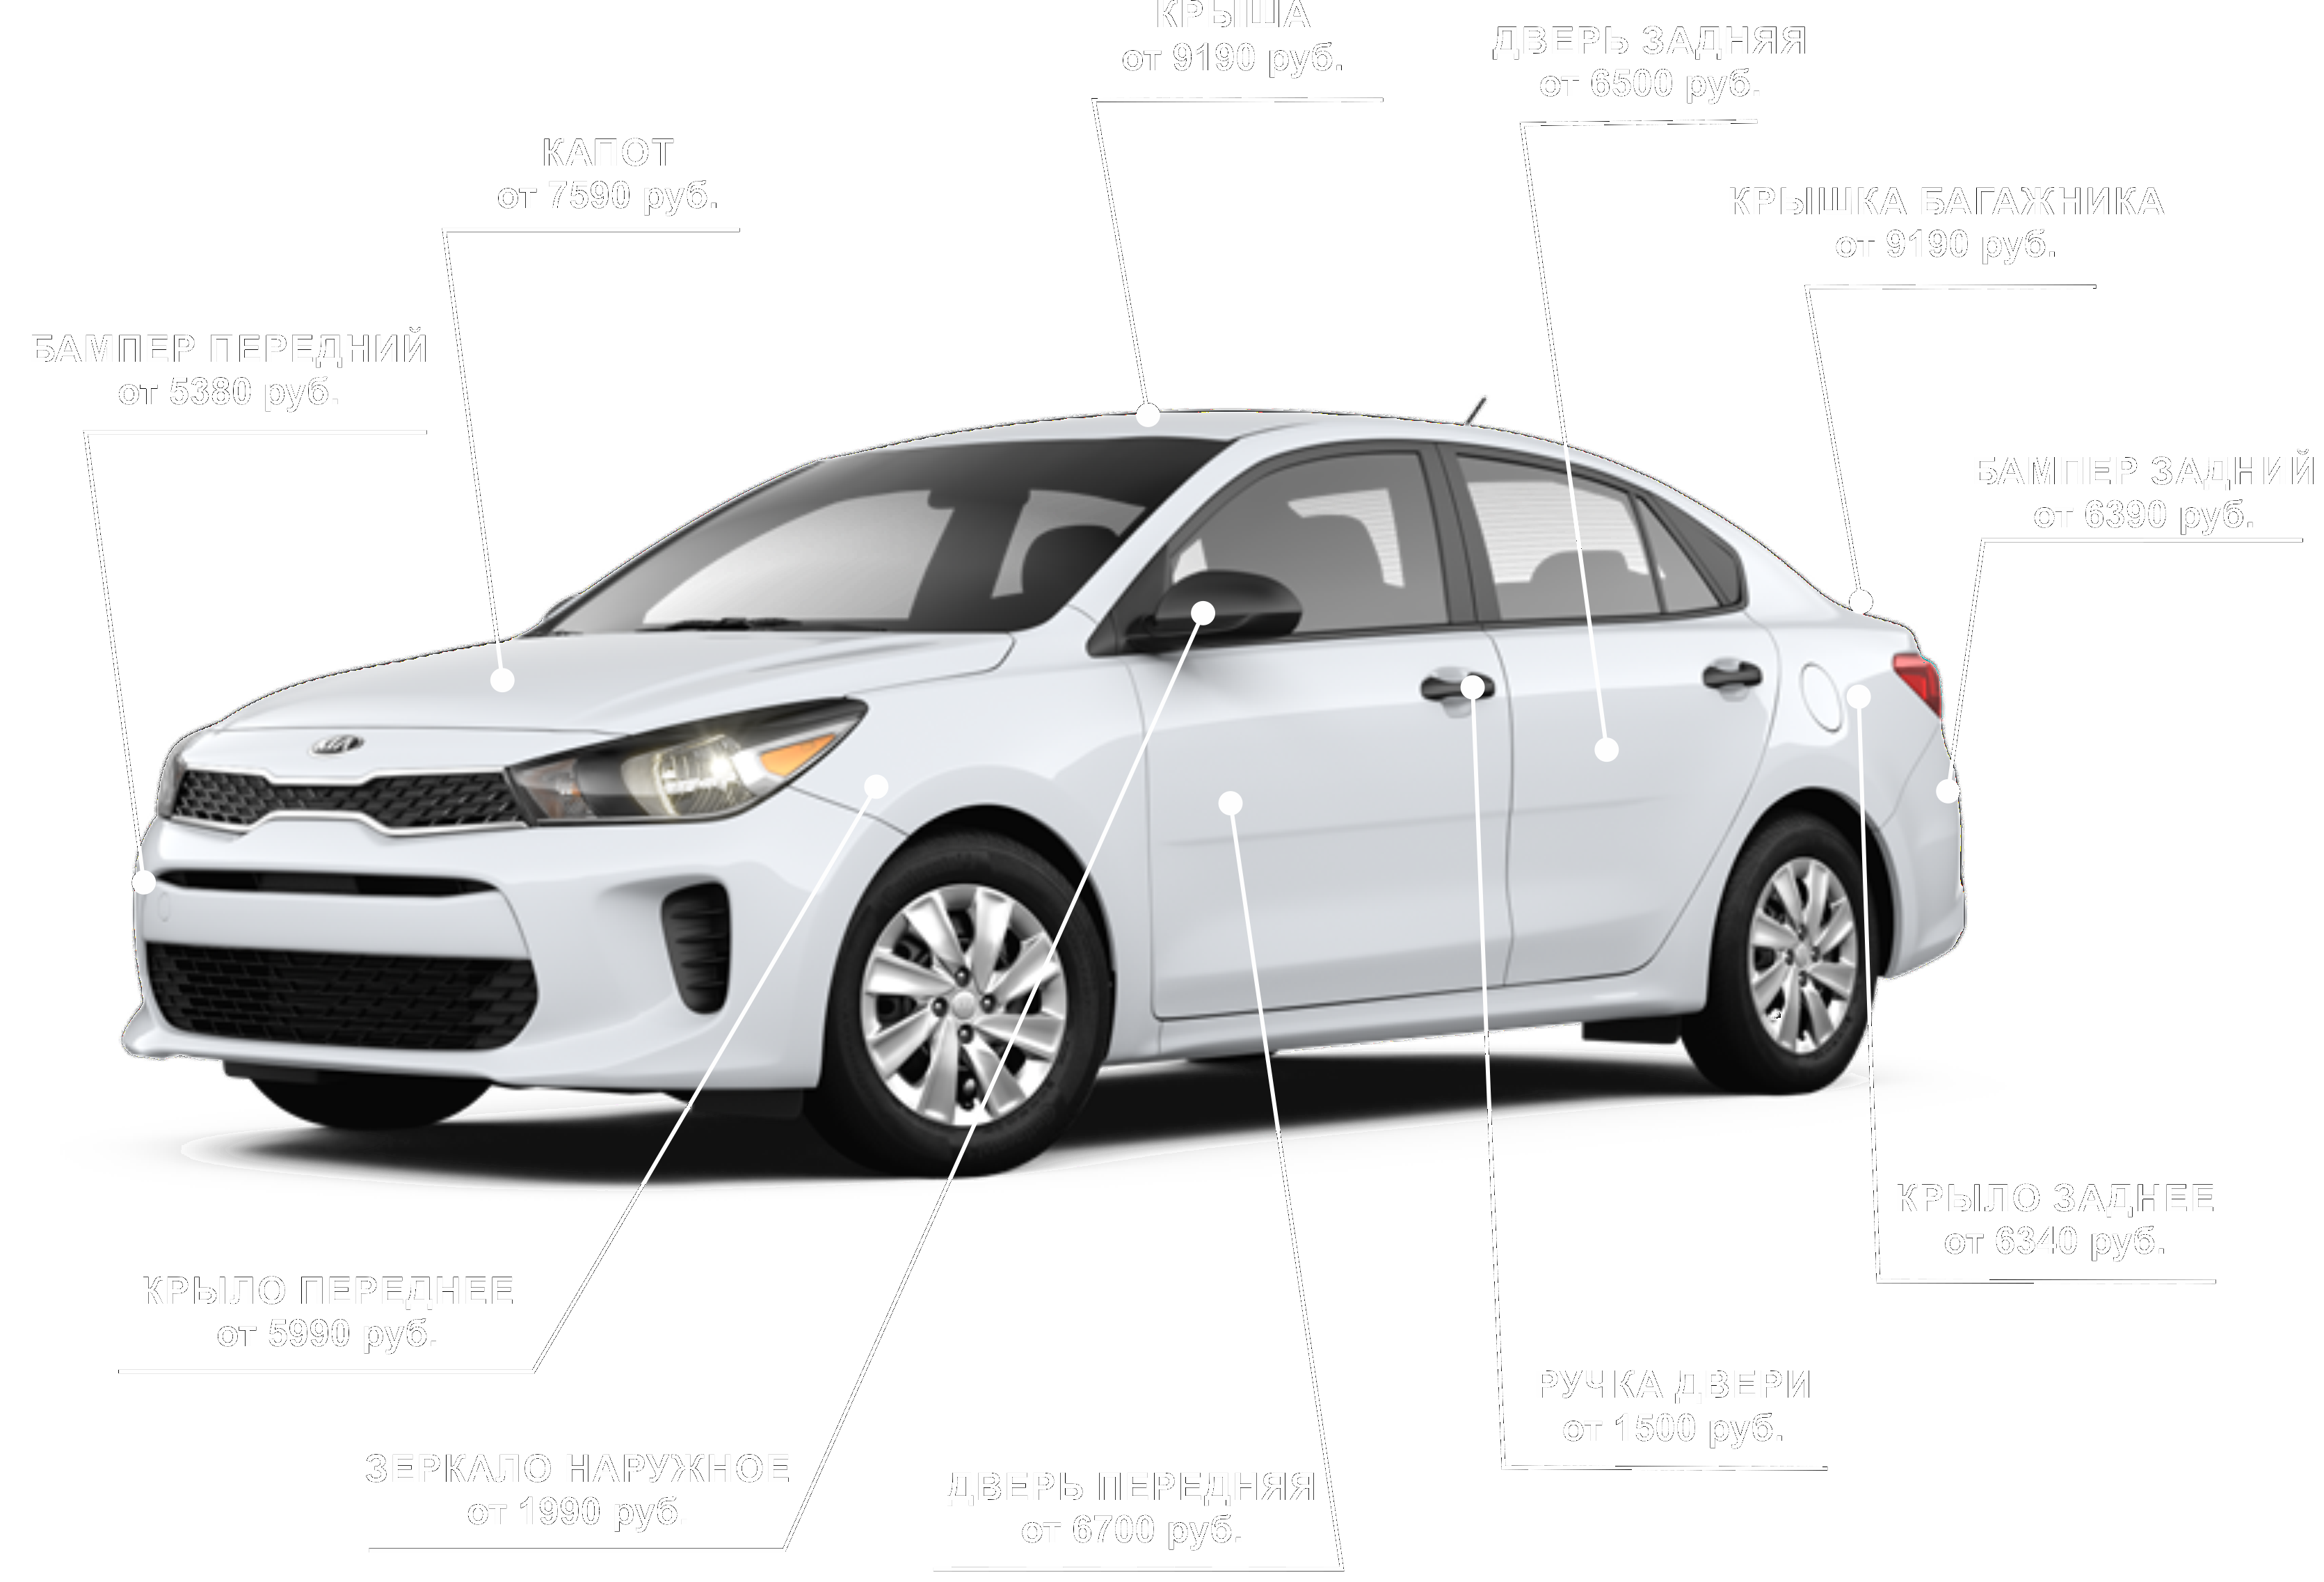 КРЫША
от 9190 руб.
ДВЕРЬ ЗАДНЯЯ
от 6500 руб.
КАПОТ
от 7590 руб.
КРЫШКА БАГАЖНИКА
от 9190 руб.
БАМПЕР ПЕРЕДНИЙ
от 5380 руб.
БАМПЕР ЗАДНИЙ
от 6390 руб.
KIA
КРЫЛО ЗАДНЕЕ
от 6340 руб.
КРЫЛО ПЕРЕДНЕЕ
от 5990 руб.
РУЧКА ДВЕРИ
от 1500 руб.
ЗЕРКАЛО НАРУЖНОЕ
от 1990 руб.
ДВЕРЬ ПЕРЕДНЯЯ
от 6700 руб.